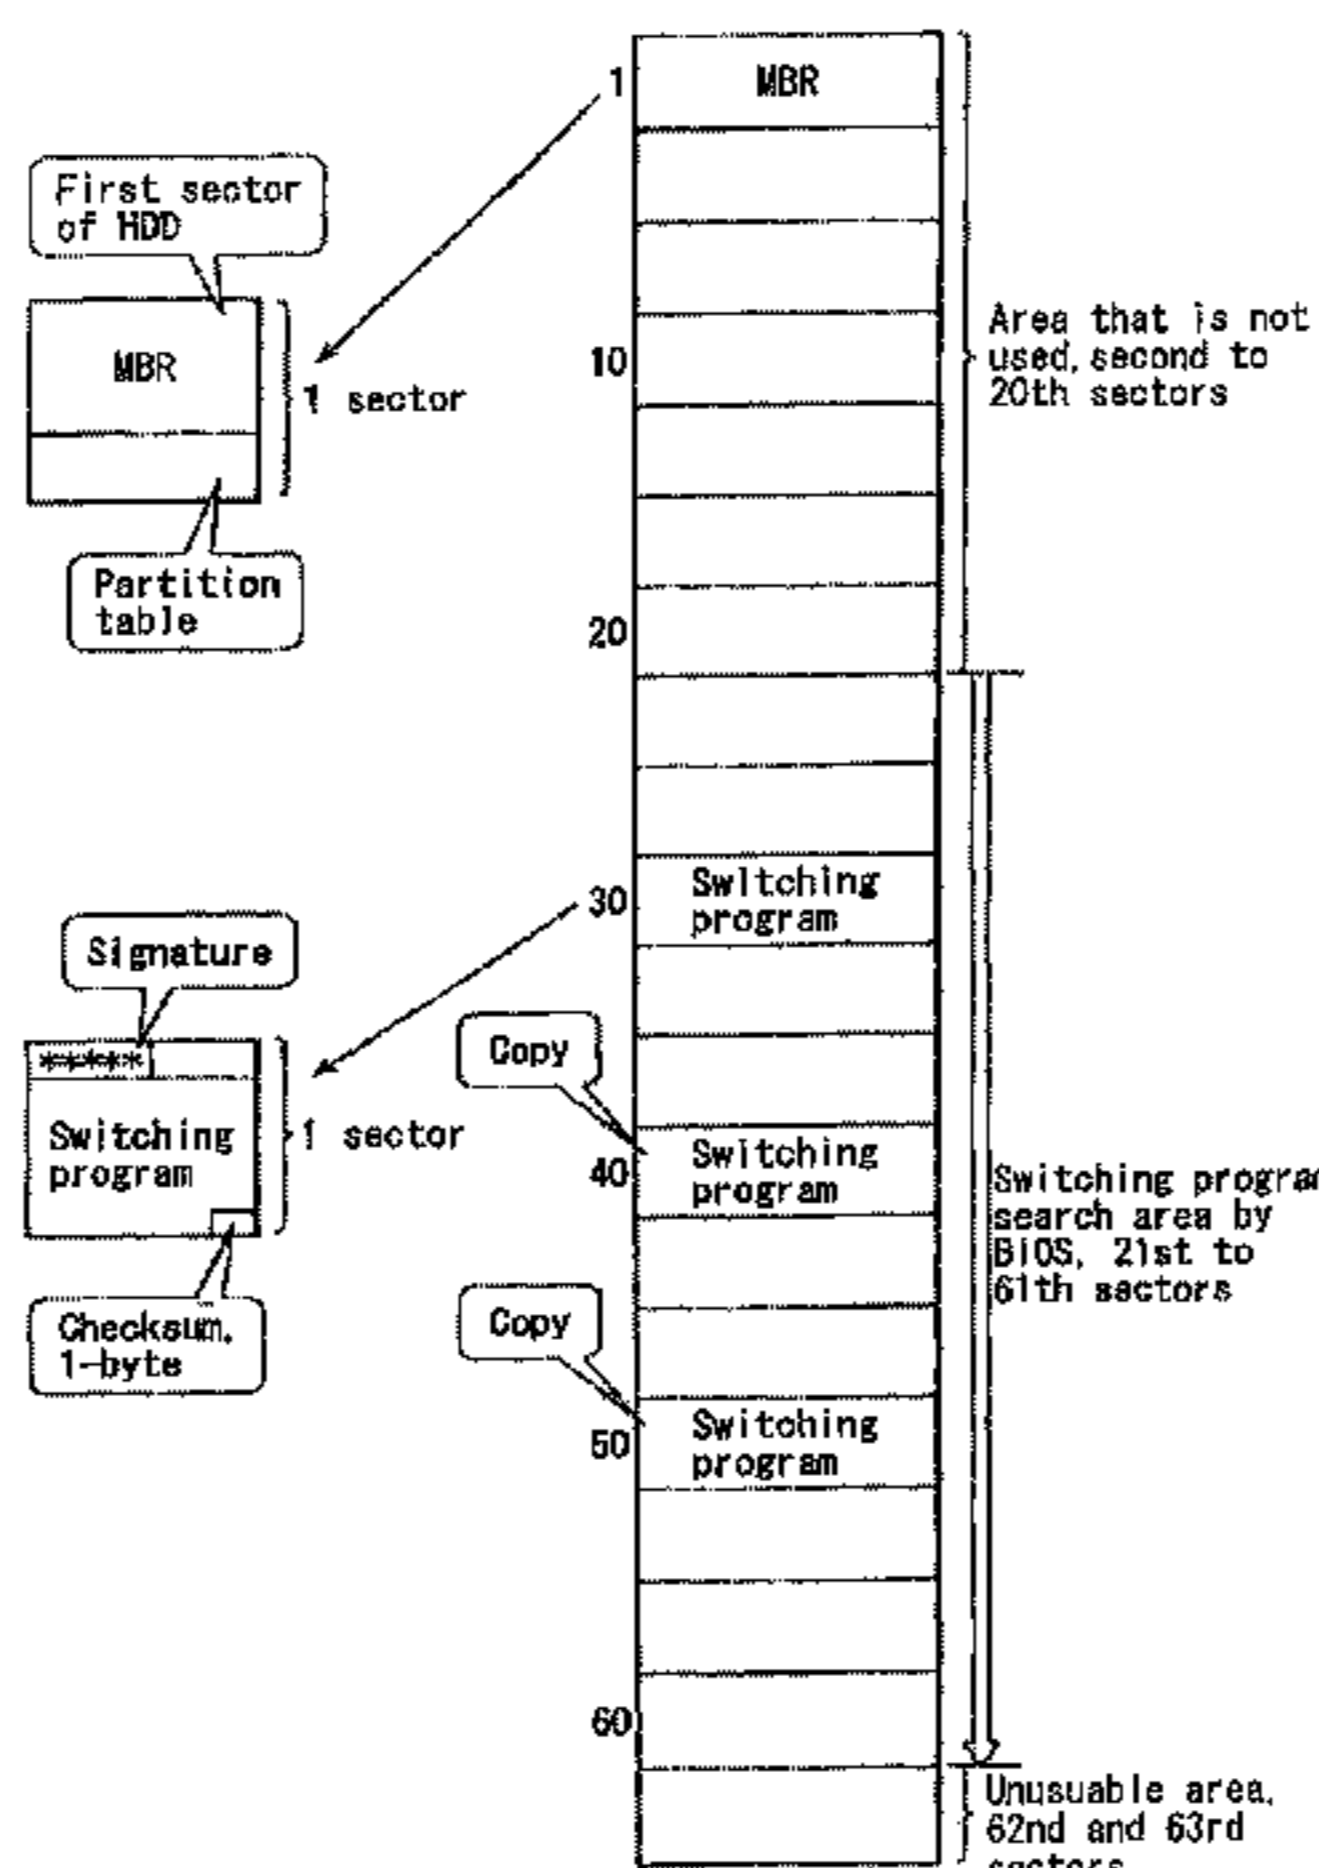 1
MBR
First sector
of HDD
MBR
1 sector
Partition
table
10
Area that is not
used, second to
20th sectors
20
30
Switching
program
Signature
*****
Switching
program
1 sector
Checksum,
1-byte
Copy
40
Switching
program
Switching progra
search area by
BIOS, 21st to
61th sectors
Copy
50
Switching
program
60
Unusuable area,
62nd and 63rd
sectors